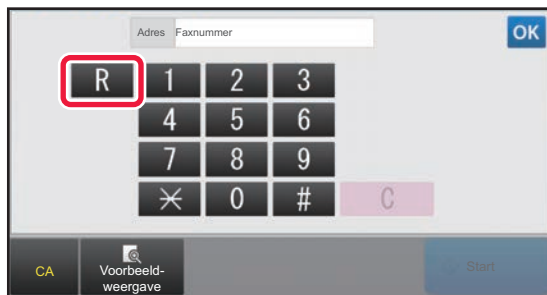 Adres Faxnummer OK
R 1 2 3
4 5 6
7 8 9
* 0 # C
CA Voorbeeld- Start
weergave